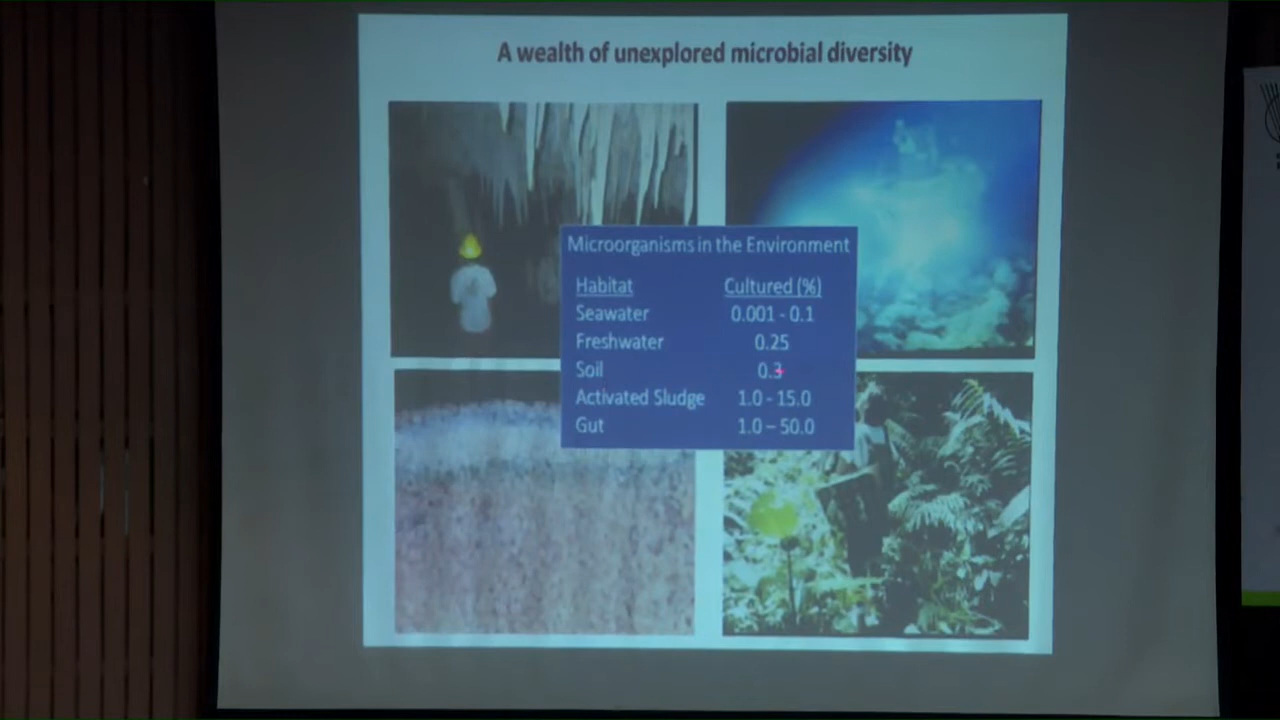 A wealth of unexplored microbial diversity
Microorganisms in the Environment
Habitat Cultured (%)
Seawater 0.001 - 0.1
Freshwater 0.25
Soil 0.3
Activated Sludge 1.0 - 15.0
Gut 1.0 – 50.0